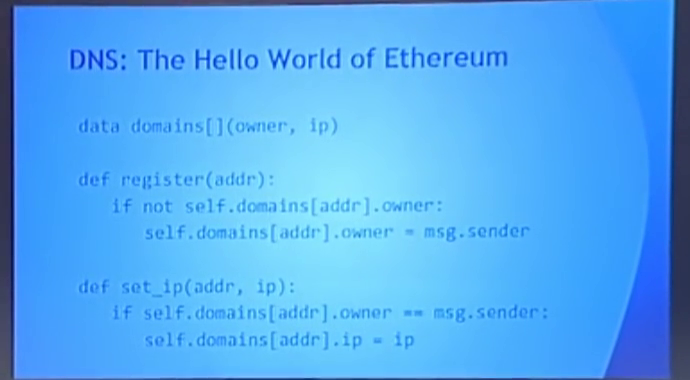 DNS: The Hello World of Ethereum
data domains[](owner, ip)
def register(addr):
if not self.domains[addr].owner:
self.domains[addr].owner = msg.sender
def set_ip(addr, ip):
if self.domains[addr].owner == msg.sender:
self.domains[addr].ip = ip